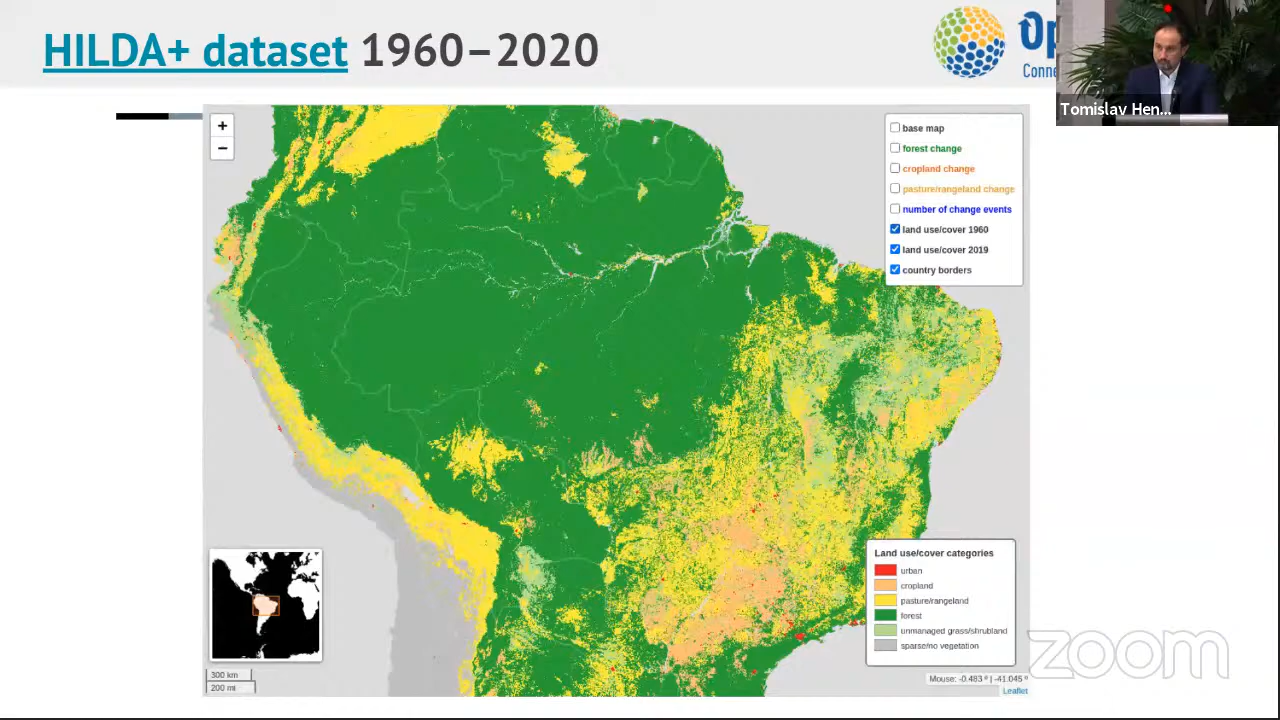 HILDA+ dataset 1960–2020
Op
Conne
Tomislav Hen...
+
−
base map
forest change
cropland change
pasture/rangeland change
number of change events
land use/cover 1960
land use/cover 2019
country borders
Land use/cover categories
urban
cropland
pasture/rangeland
forest
unmanaged grass/shrubland
sparse/no vegetation
300 km
200 mi
Mouse: -0.483 º | -41.045 º
Leaflet
zoom